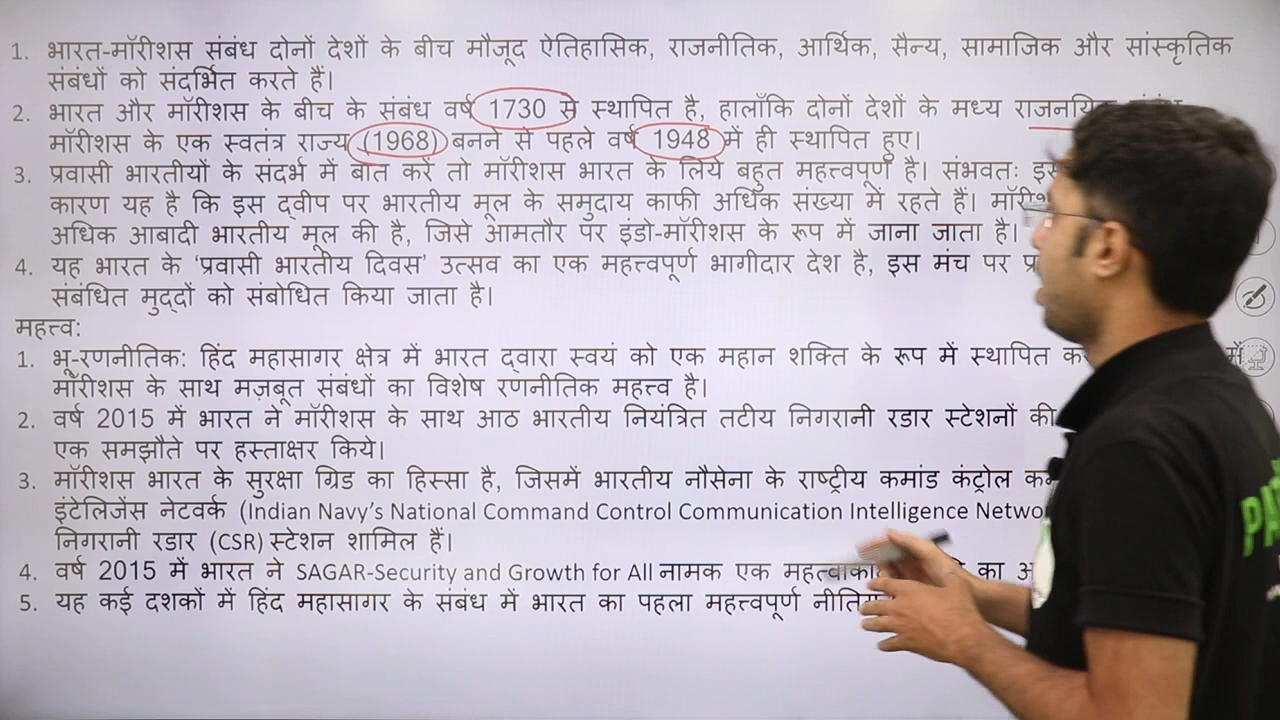 1. भारत-मॉरीशस संबंध दोनों देशों के बीच मौजूद ऐतिहासिक, राजनीतिक, आर्थिक, सैन्य, सामाजिक और सांस्कृतिक
संबंधों को संदर्भित करते हैं।
2. भारत और मॉरीशस के बीच के संबंध वर्ष 1730 से स्थापित है, हालाँकि दोनों देशों के मध्य
मॉरीशस के एक स्वतंत्र राज्य (1968) बनने से पहले वर्ष 1948 में ही स्थापित हुए।
3. प्रवासी भारतीयों के संदर्भ में बात करें तो मॉरीशस भारत के लिये बहुत महत्त्वपूर्ण है। संभवतः
कारण यह है कि इस द्वीप पर भारतीय मूल के समुदाय काफी अधिक संख्या में रहते हैं।
अधिक आबादी भारतीय मूल की है, जिसे आमतौर पर इंडो-मॉरीशस के रूप में जाना जाता है।
4. यह भारत के 'प्रवासी भारतीय दिवस' उत्सव का एक महत्त्वपूर्ण भागीदार देश है, इस मंच पर
संबंधित मुद्दों को संबोधित किया जाता है।
महत्त्व:
1. भू-रणनीतिक: हिंद महासागर क्षेत्र में भारत द्वारा स्वयं को एक महान शक्ति के रूप में स्थापित में
मॉरीशस के साथ मज़बूत संबंधों का विशेष रणनीतिक महत्त्व है।
2. वर्ष 2015 में भारत ने मॉरीशस के साथ आठ भारतीय नियंत्रित तटीय निगरानी रडार स्टेशनों की
एक समझौते पर हस्ताक्षर किये।
3. मॉरीशस भारत के सुरक्षा ग्रिड का हिस्सा है, जिसमें भारतीय नौसेना के राष्ट्रीय कमांड कंट्रोल
इंटेलिजेंस नेटवर्क (Indian Navy's National Command Control Communication Intelligence
निगरानी रडार (CSR) स्टेशन शामिल हैं।
4. वर्ष 2015 में भारत ने SAGAR-Security and Growth for All नामक एक का
5. यह कई दशकों में हिंद महासागर के संबंध में भारत का पहला महत्त्वपूर्ण